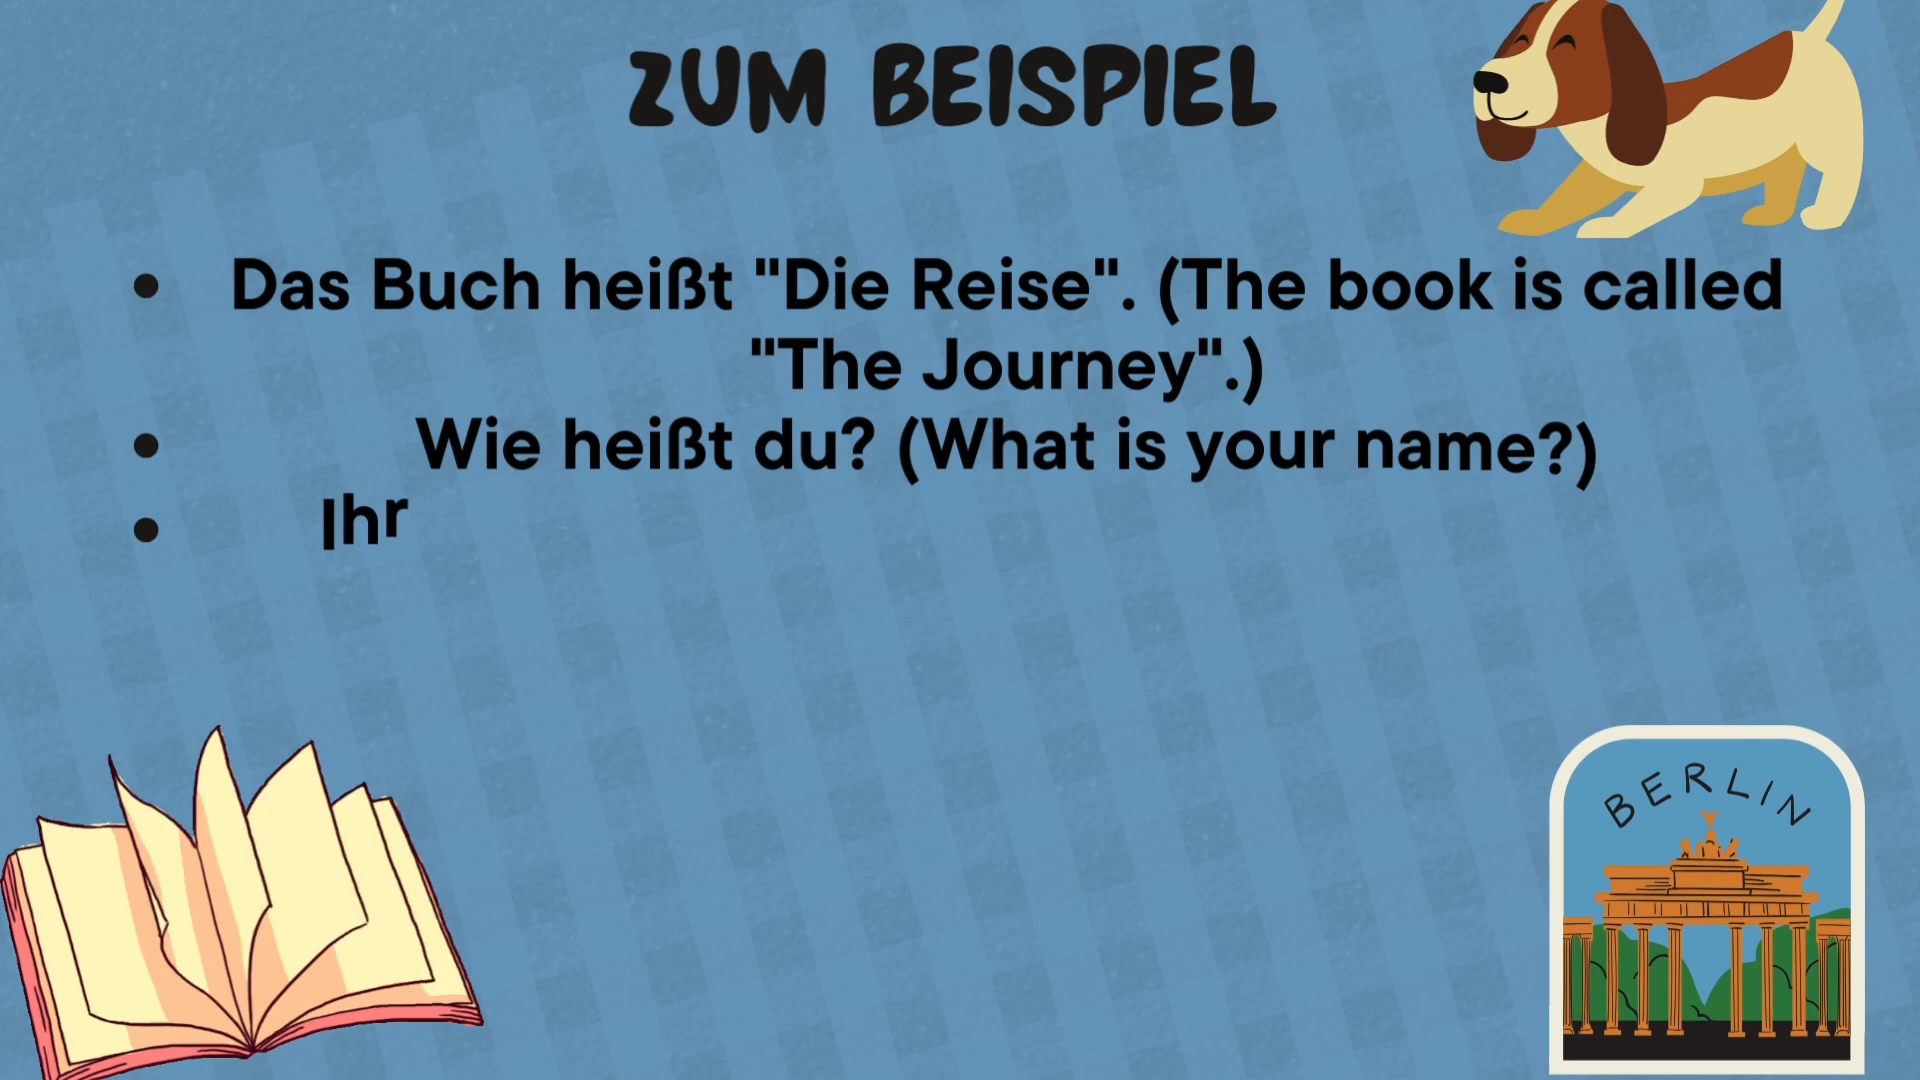 ZUM BEISPIEL
• Das Buch heißt "Die Reise". (The book is called
"The Journey".)
• Wie heißt du? (What is your name?)
• Ihr
BERLIN